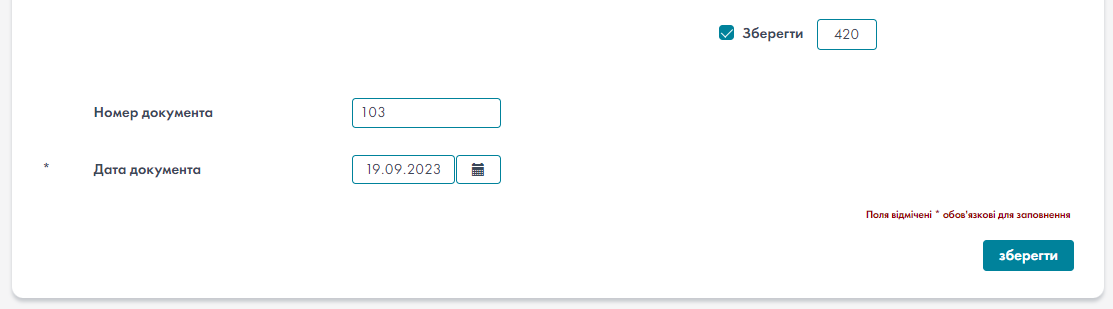 Зберегти 420
Номер документа 103
* Дата документа 19.09.2023
Поля відмічені * обов'язкові для заповнення
зберегти